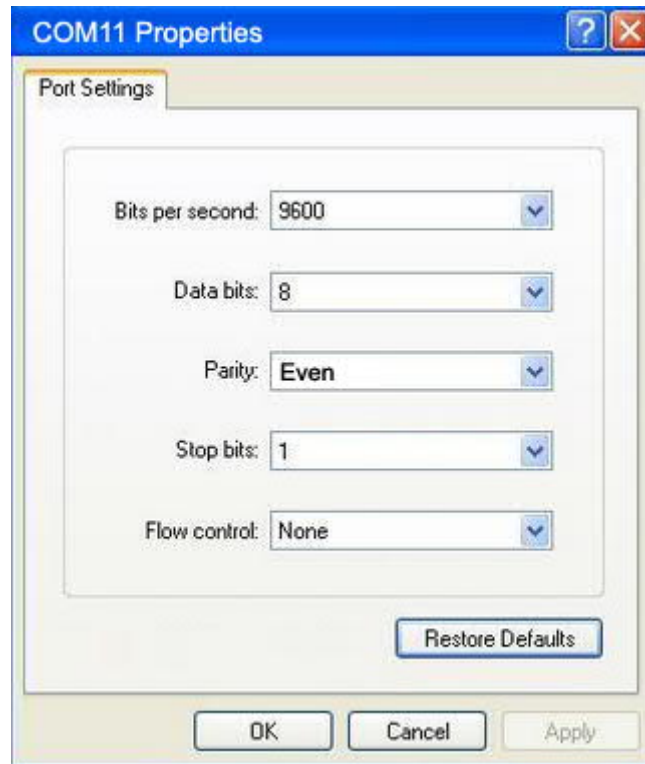 COM11 Properties
Port Settings
Bits per second: 9600
Data bits: 8
Parity: Even
Stop bits: 1
Flow control: None
Restore Defaults
OK Cancel Apply